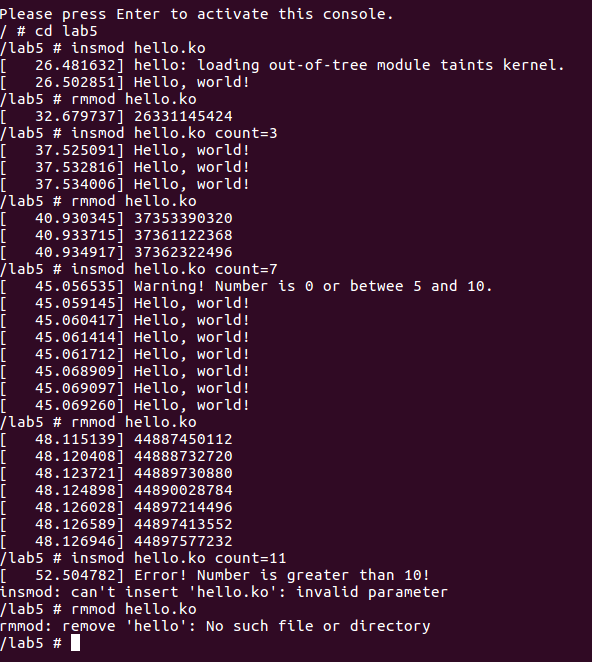 Please press Enter to activate this console.
/ # cd lab5
/lab5 # insmod hello.ko
[   26.481632] hello: loading out-of-tree module taints kernel.
[   26.502851] Hello, world!
/lab5 # rmmod hello.ko
[   32.679737] 26331145424
/lab5 # insmod hello.ko count=3
[   37.525091] Hello, world!
[   37.532816] Hello, world!
[   37.534006] Hello, world!
/lab5 # rmmod hello.ko
[   40.930345] 37353390320
[   40.933715] 37361122368
[   40.934917] 37362322496
/lab5 # insmod hello.ko count=7
[   45.056535] Warning! Number is 0 or betwee 5 and 10.
[   45.059145] Hello, world!
[   45.060417] Hello, world!
[   45.061414] Hello, world!
[   45.061712] Hello, world!
[   45.068909] Hello, world!
[   45.069097] Hello, world!
[   45.069260] Hello, world!
/lab5 # rmmod hello.ko
[   48.115139] 44887450112
[   48.120408] 44888732720
[   48.123721] 44889730880
[   48.124898] 44890028784
[   48.126028] 44897214496
[   48.126589] 44897413552
[   48.126946] 44897577232
/lab5 # insmod hello.ko count=11
[   52.504782] Error! Number is greater than 10!
insmod: can't insert 'hello.ko': invalid parameter
/lab5 # rmmod hello.ko
rmmod: remove 'hello': No such file or directory
/lab5 #